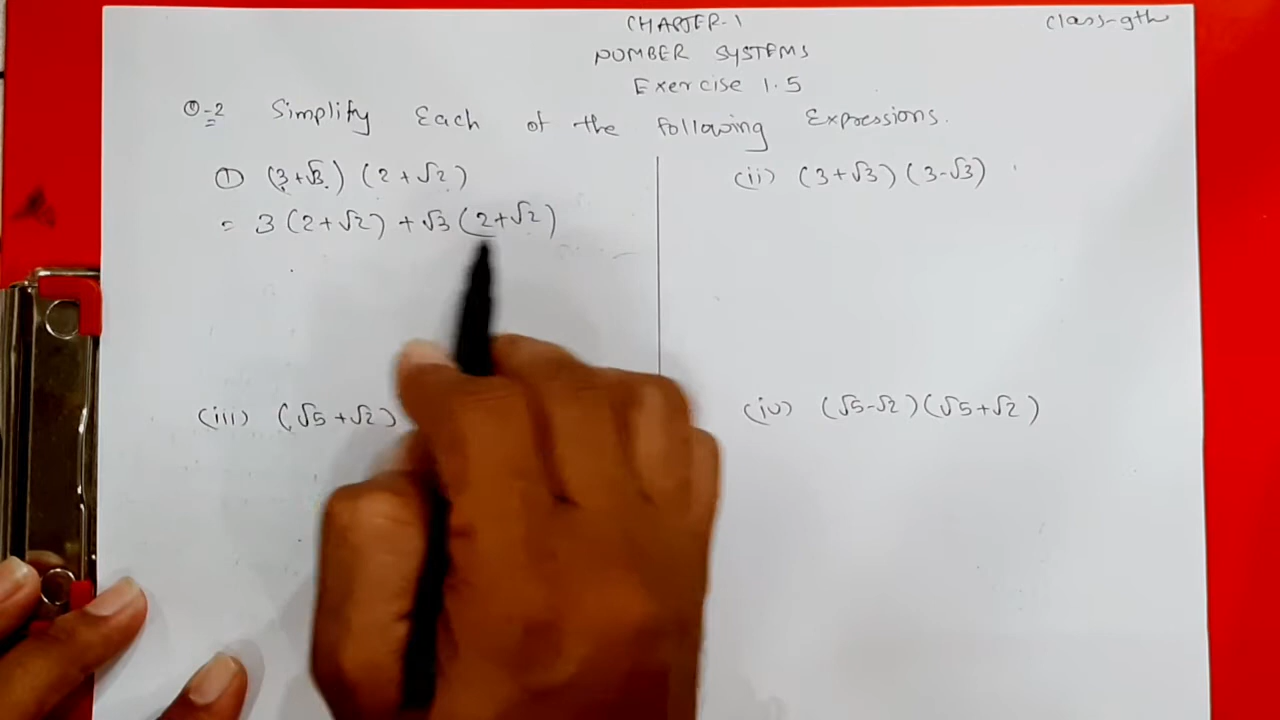 CHAPTER-1
Class-9th
NUMBER SYSTEMS
Exercise 1.5
Q-2 Simplify Each of the following Expressions.
① (3+√3) (2+√2)
= 3 (2+√2) + √3 (2+√2)
(ii) (3+√3) (3-√3)
(iii) (√5+√2)
(iv) (√5-√2) (√5+√2)